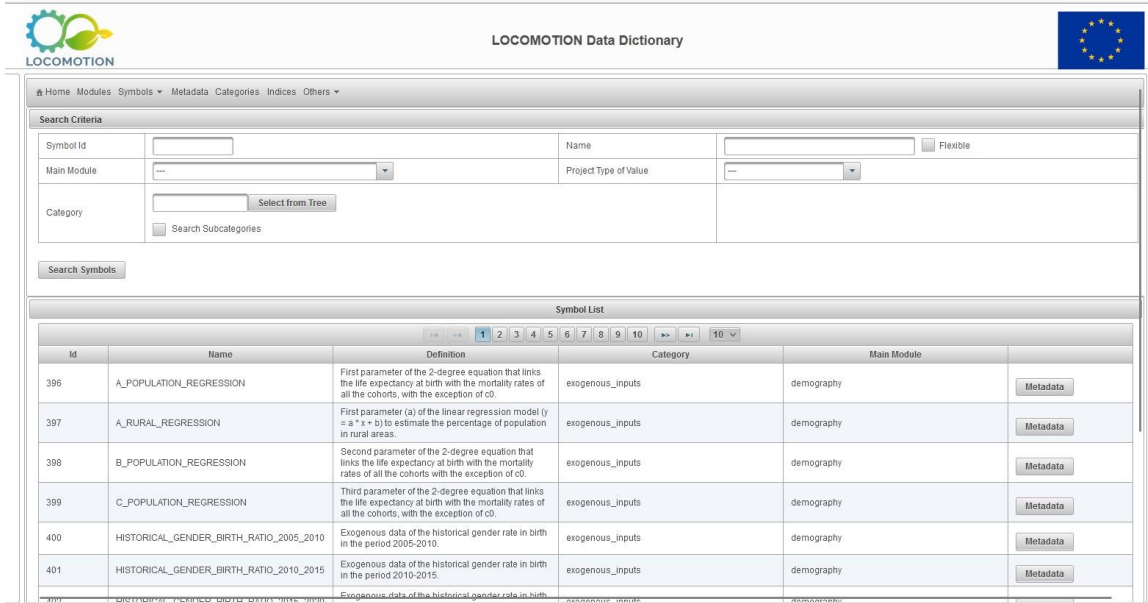 LOCOMOTION
LOCOMOTION Data Dictionary
Home Modules Symbols Metadata Categories Indices Others
Search Criteria
Symbol Id
Name
Flexible
Main Module
---
Project Type of Value
---
Category
Select from Tree
Search Subcategories
Search Symbols
Symbol List
1 2 3 4 5 6 7 8 9 10 10
Id Name Definition Category Main Module
396 A_POPULATION_REGRESSION
First parameter of the 2-degree equation that links
the life expectancy at birth with the mortality rates of
all the cohorts, with the exception of c0.
exogenous_inputs demography Metadata
397 A_RURAL_REGRESSION
First parameter (a) of the linear regression model (y
= a * x + b) to estimate the percentage of population
in rural areas.
exogenous_inputs demography Metadata
398 B_POPULATION_REGRESSION
Second parameter of the 2-degree equation that
links the life expectancy at birth with the mortality
rates of all the cohorts with the exception of c0.
exogenous_inputs demography Metadata
399 C_POPULATION_REGRESSION
Third parameter of the 2-degree equation that links
the life expectancy at birth with the mortality rates of
all the cohorts, with the exception of c0.
exogenous_inputs demography Metadata
400 HISTORICAL_GENDER_BIRTH_RATIO_2005_2010
Exogenous data of the historical gender rate in birth
in the period 2005-2010.
exogenous_inputs demography Metadata
401 HISTORICAL_GENDER_BIRTH_RATIO_2010_2015
Exogenous data of the historical gender rate in birth
in the period 2010-2015.
exogenous_inputs demography Metadata
Exogenous data of the historical gender rate in birth